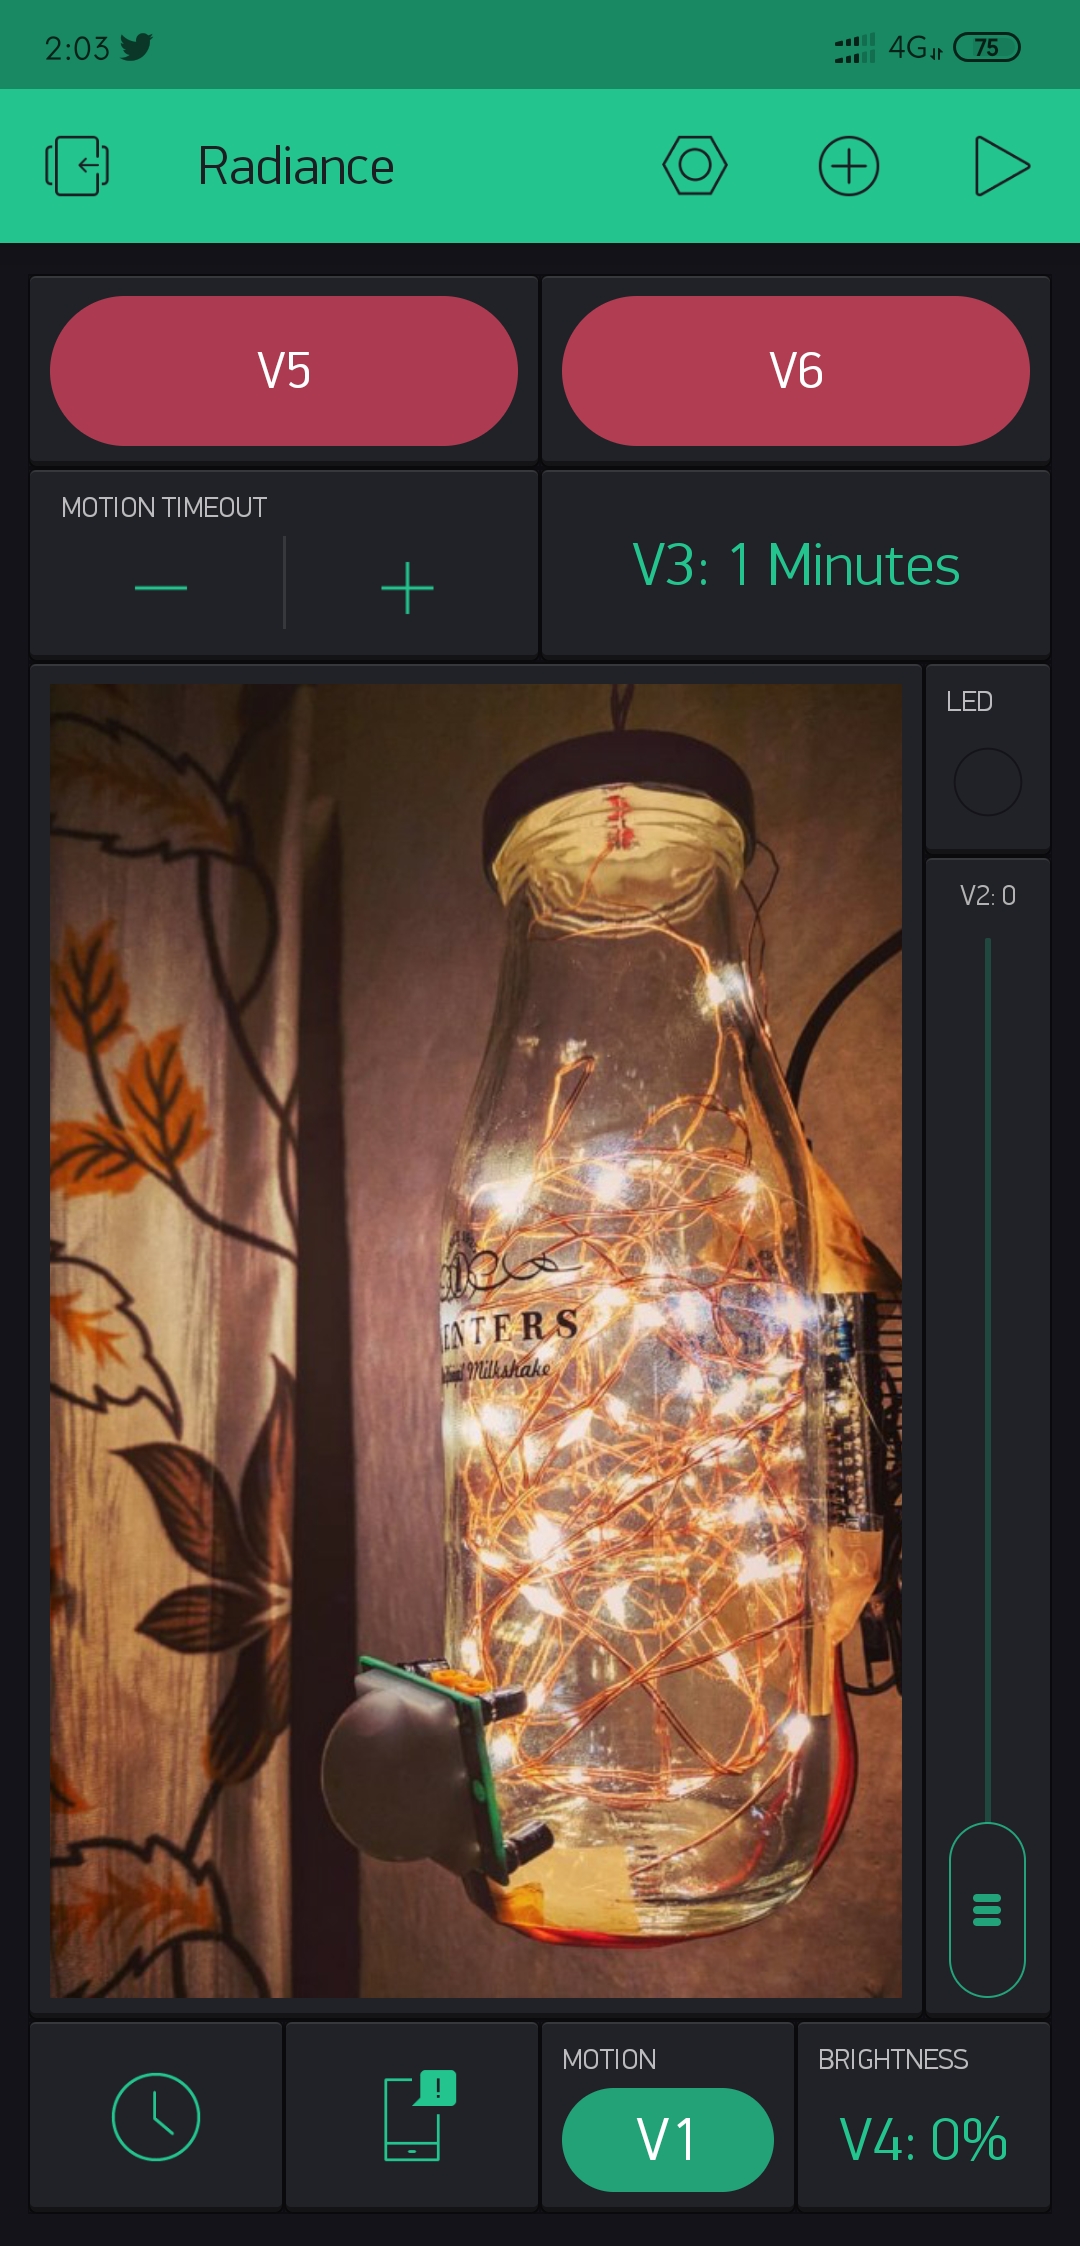 2:03 4G 75
Radiance
V5 V6
MOTION TIMEOUT
V3: 1 Minutes
LED
V2: 0
ENTERS
Milkshake
MOTION BRIGHTNESS
V1 V4: 0%